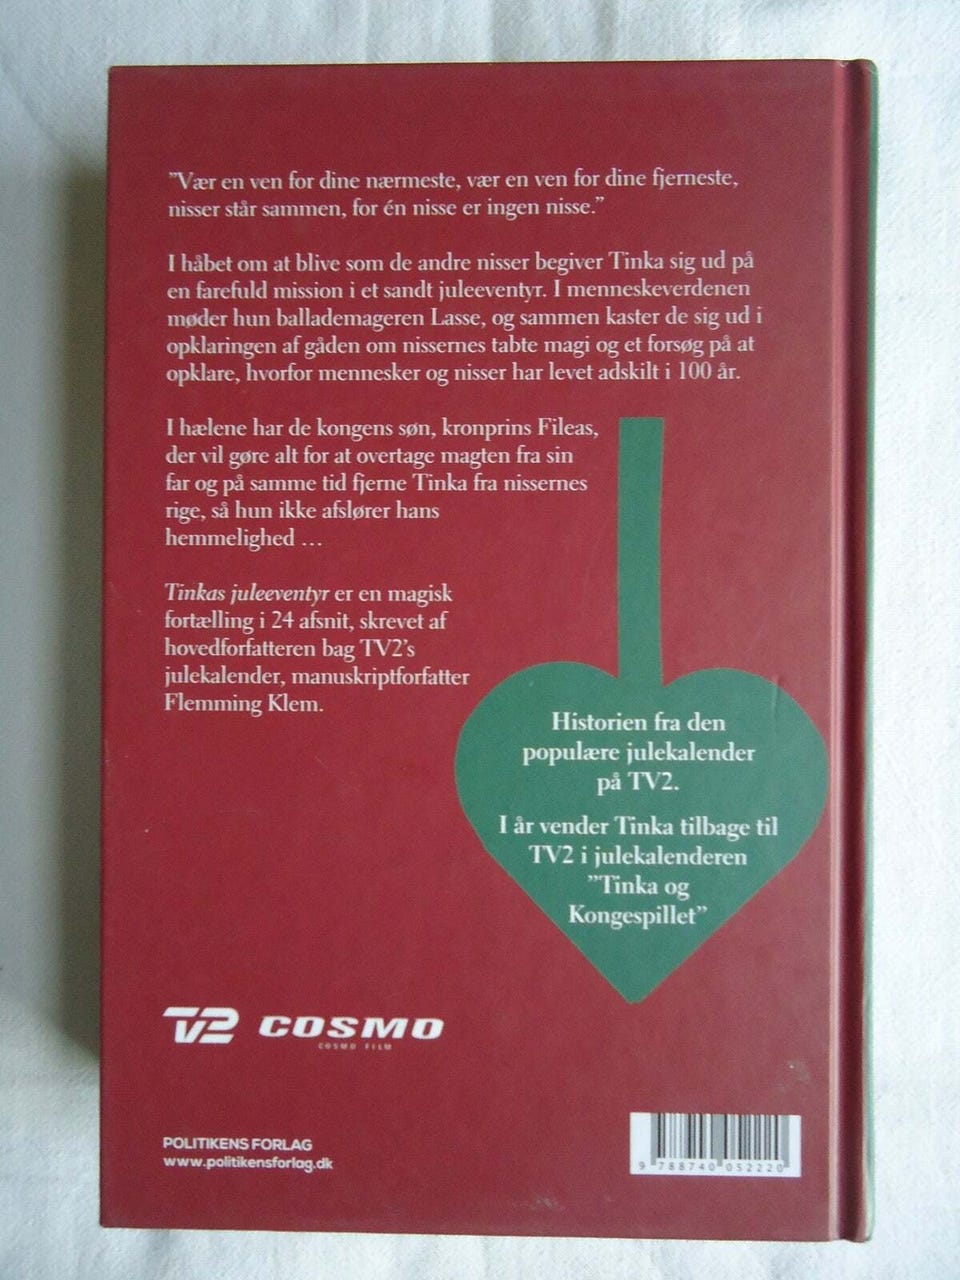 ”Vær en ven for dine nærmeste, vær en ven for dine fjerneste,
nisser står sammen, for én nisse er ingen nisse.”
I håbet om at blive som de andre nisser begiver Tinka sig ud på
en farefuld mission i et sandt juleeventyr. I menneskeverdenen
møder hun ballademageren Lasse, og sammen kaster de sig ud i
opklaringen af gåden om nissernes tabte magi og et forsøg på at
opklare, hvorfor mennesker og nisser har levet adskilt i 100 år.
I hælene har de kongens søn, kronprins Fileas,
der vil gøre alt for at overtage magten fra sin
far og på samme tid fjerne Tinka fra nissernes
rige, så hun ikke afslører hans
hemmelighed …
Tinkas juleeventyr er en magisk
fortælling i 24 afsnit, skrevet af
hovedforfatteren bag TV2’s
julekalender, manuskriptforfatter
Flemming Klem.
Historien fra den
populære julekalender
på TV2.
I år vender Tinka tilbage til
TV2 i julekalenderen
”Tinka og
Kongespillet”
TV2 COSMO
COSMO FILM
POLITIKENS FORLAG
www.politikensforlag.dk
9 788740 052220